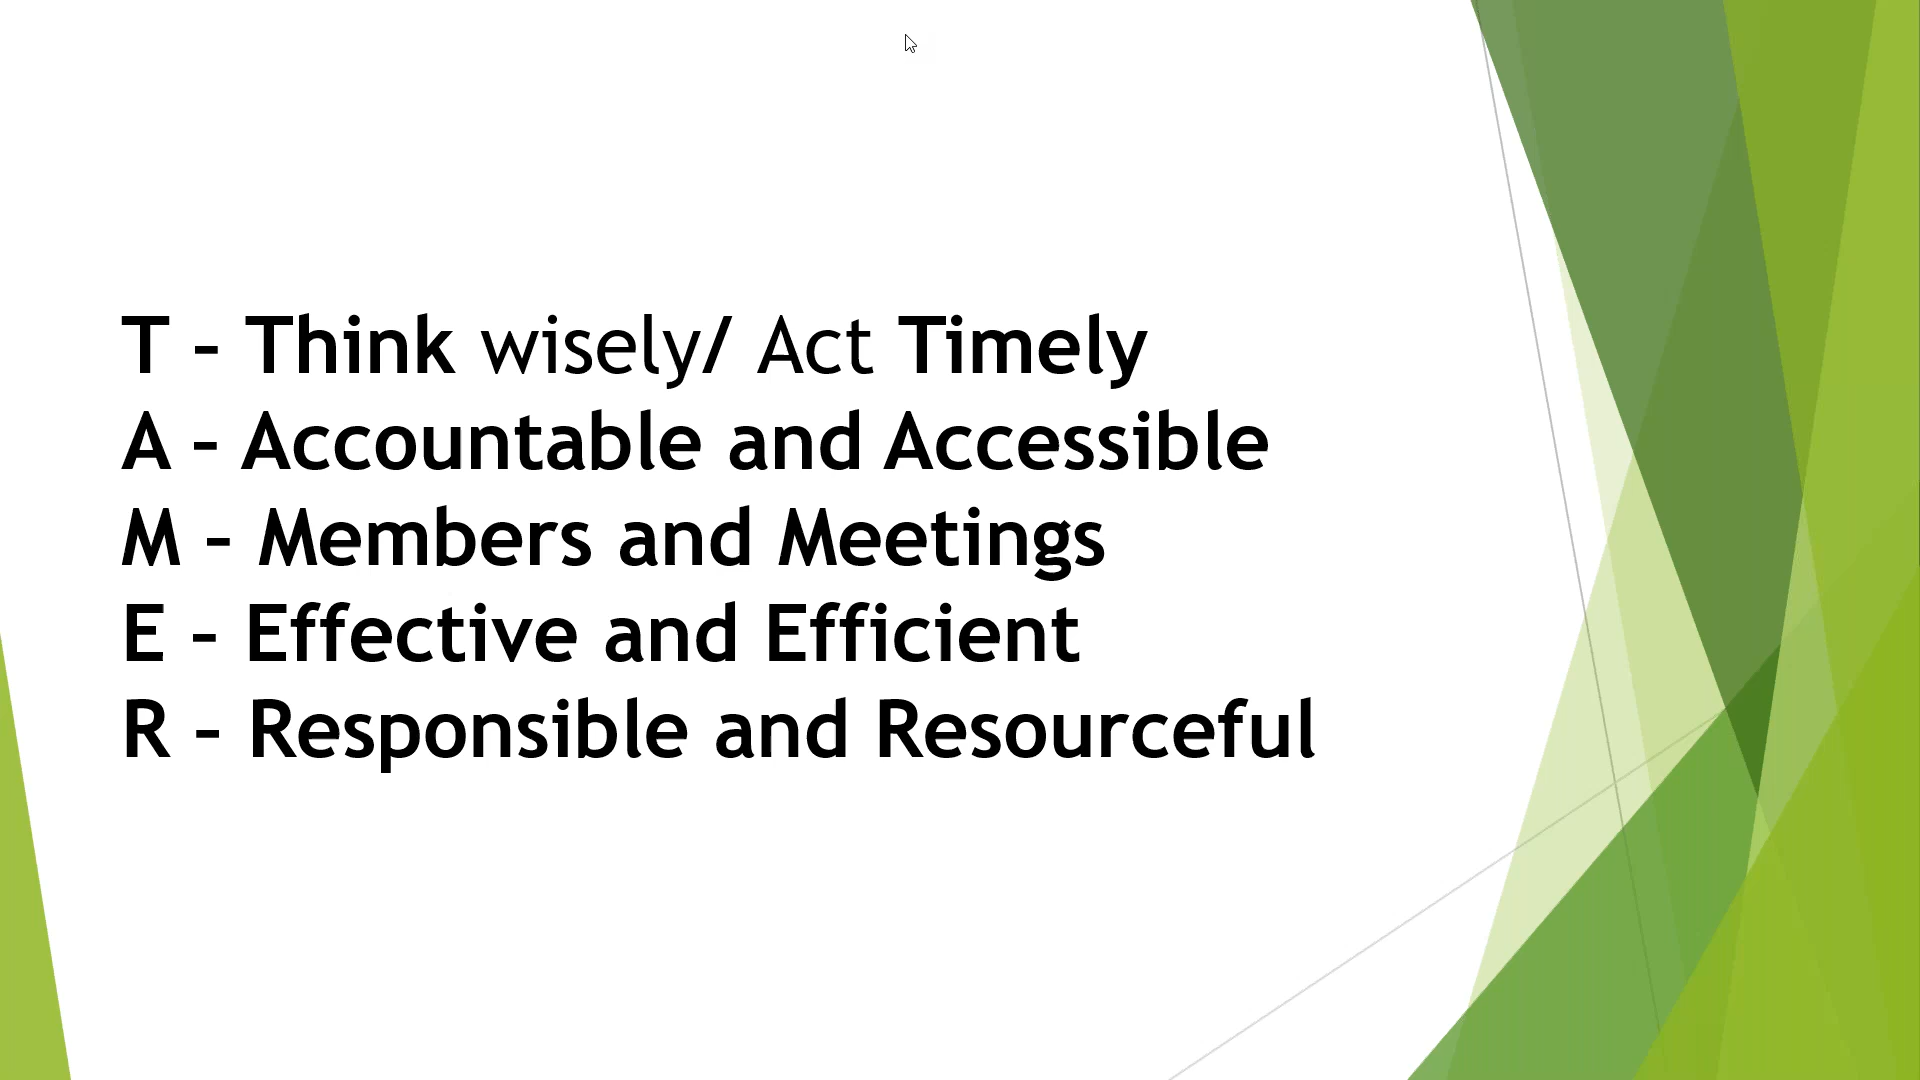 T – Think wisely/ Act Timely
A – Accountable and Accessible
M – Members and Meetings
E – Effective and Efficient
R – Responsible and Resourceful